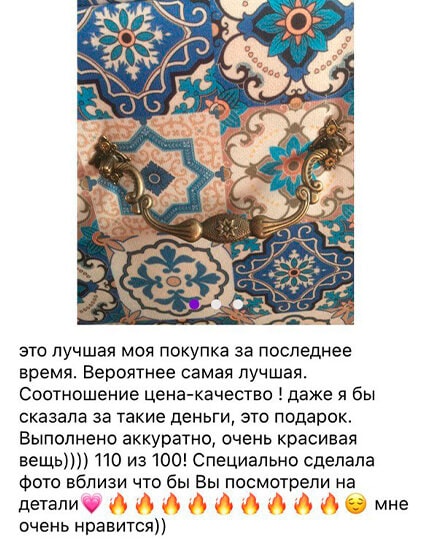 это лучшая моя покупка за последнее
время. Вероятнее самая лучшая.
Соотношение цена-качество ! даже я бы
сказала за такие деньги, это подарок.
Выполнено аккуратно, очень красивая
вещь)))) 110 из 100! Специально сделала
фото вблизи что бы Вы посмотрели на
детали💗🔥🔥🔥🔥🔥🔥🔥🔥🔥😌 мне
очень нравится))